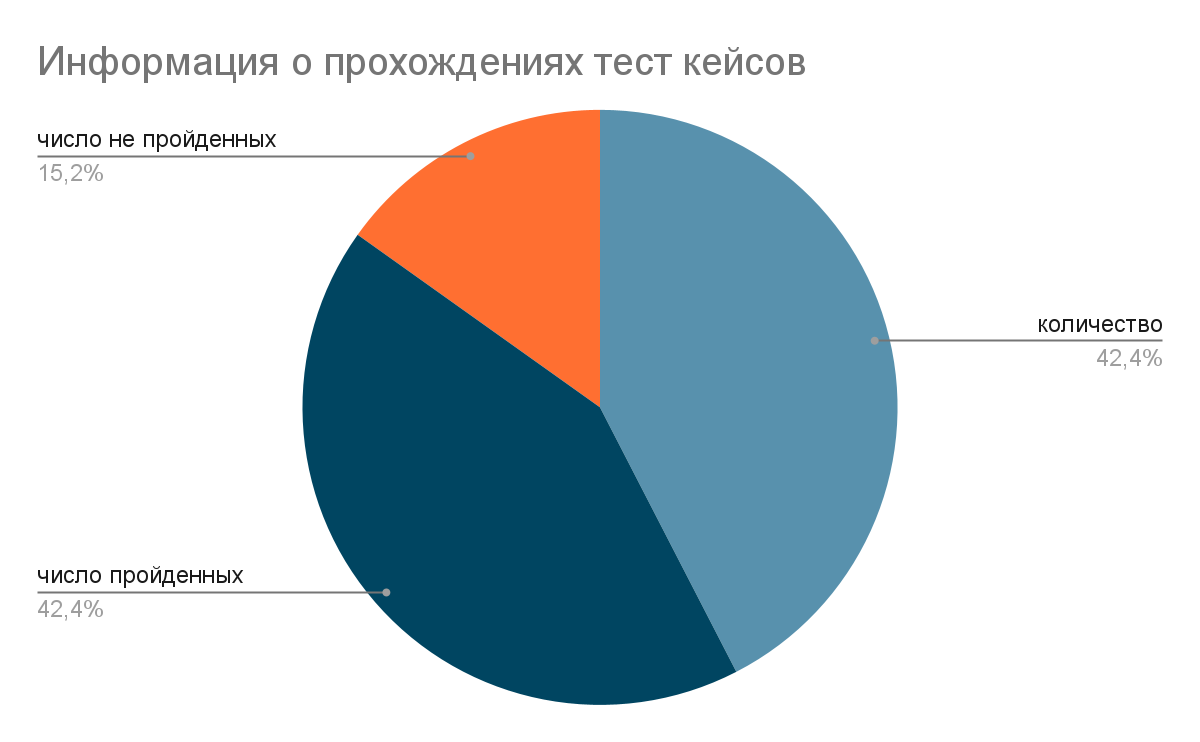 Информация о прохождениях тест кейсов
число не пройденных
15,2%
количество
42,4%
число пройденных
42,4%